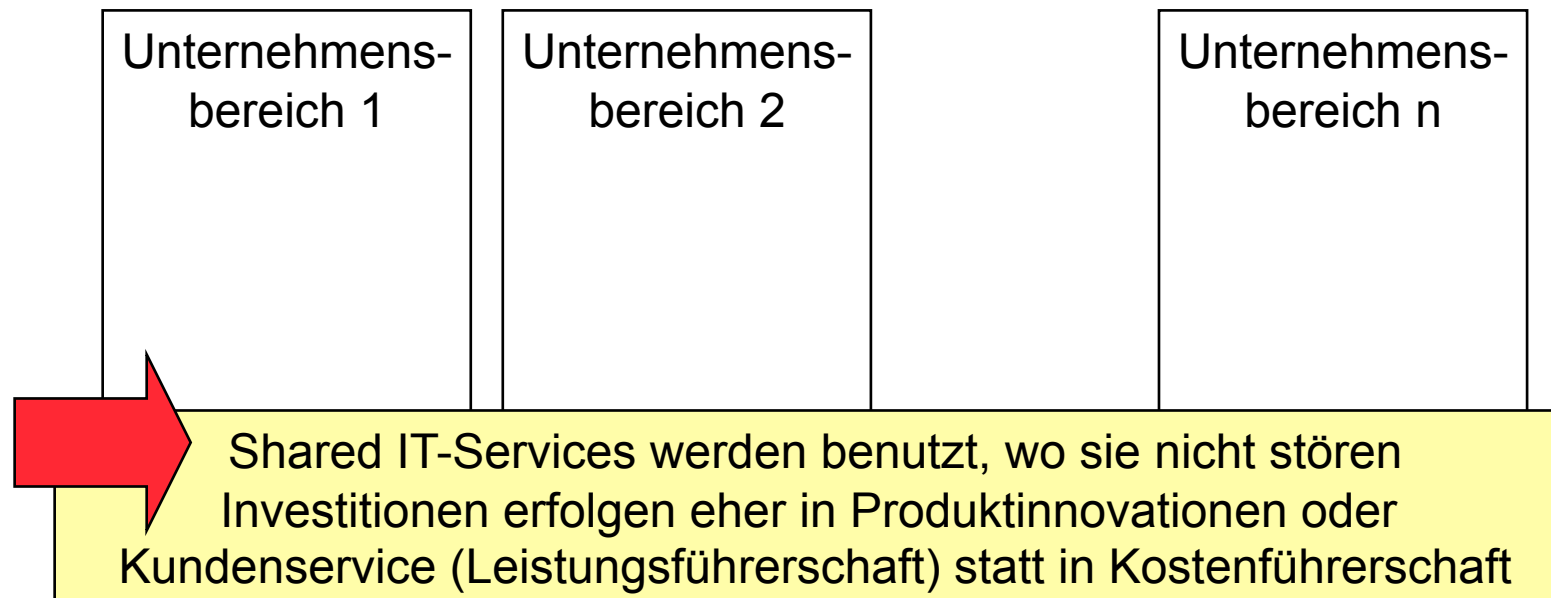 Unternehmens-
bereich 1
Unternehmens-
bereich 2
Unternehmens-
bereich n
Shared IT-Services werden benutzt, wo sie nicht stören
Investitionen erfolgen eher in Produktinnovationen oder
Kundenservice (Leistungsführerschaft) statt in Kostenführerschaft